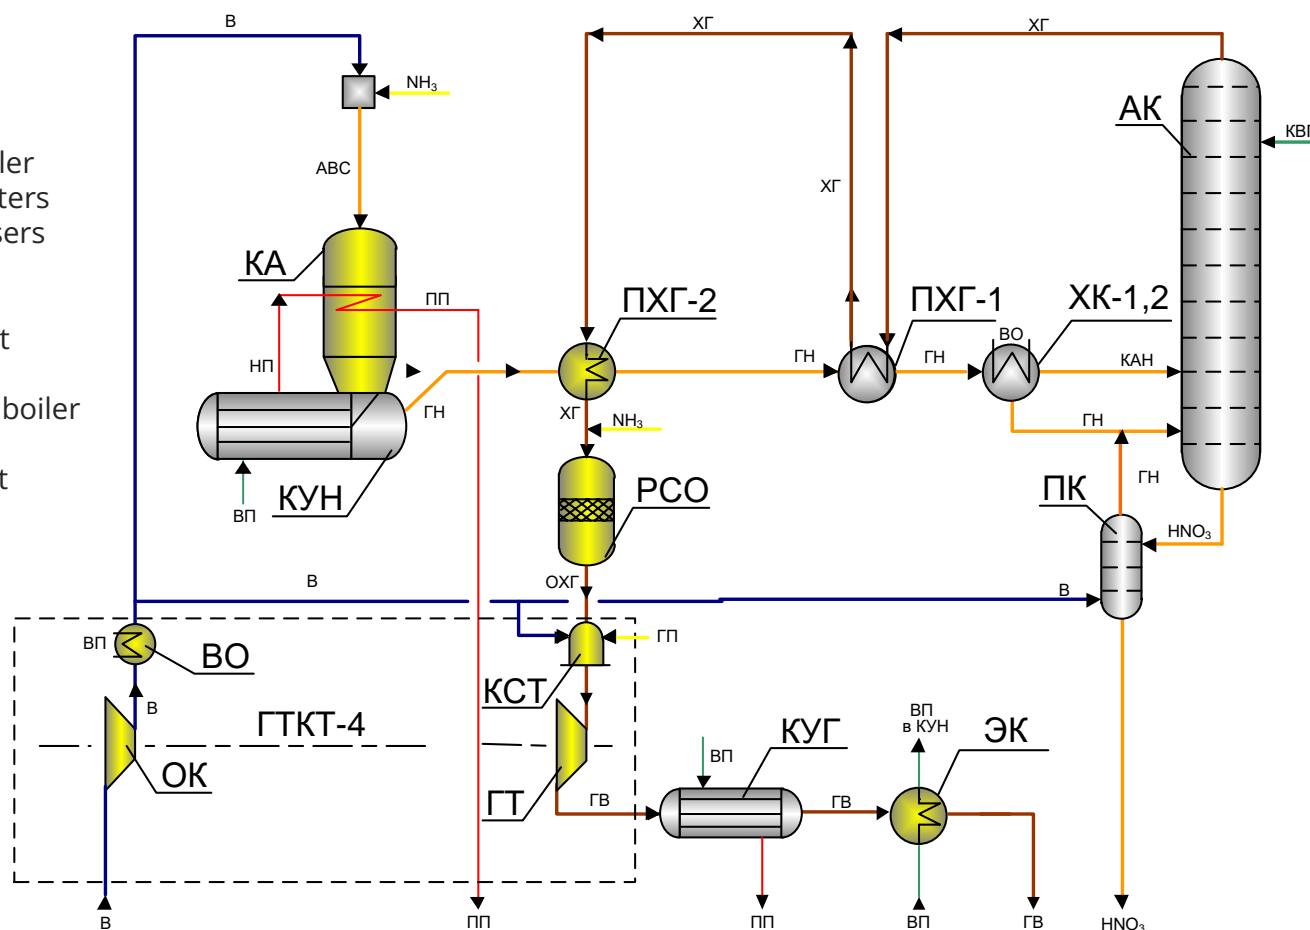 В
ХГ
ХГ
NH₃
АК
КВГ
ler
ters
sers
t
boiler
t
АВС
ХГ
КА
ПП
НП
ПХГ-2
ПХГ-1
ХК-1,2
ВО
ГН
ГН
КАН
ГН
ХГ
NH₃
ГН
ГН
КУН
ВП
РСО
ПК
HNO₃
ОХГ
В
В
ВП
ВО
ГП
КСТ
В
ГТКТ-4
ОК
ГТ
ГВ
ВП
КУГ
ГВ
ВП
в КУН
ЭК
В
ПП
ПП
ВП
ГВ
HNO₃